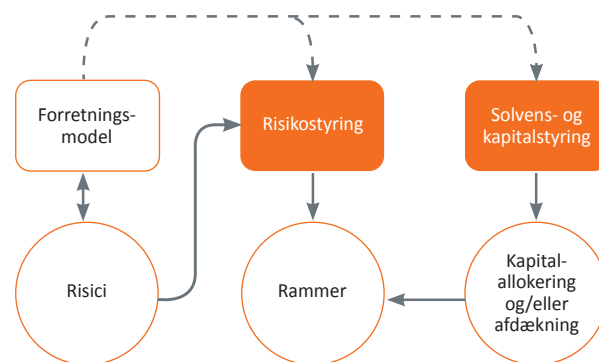 Forretnings-
model
Risikostyring
Solvens- og
kapitalstyring
Risici
Rammer
Kapital-
allokering
og/eller
afdækning